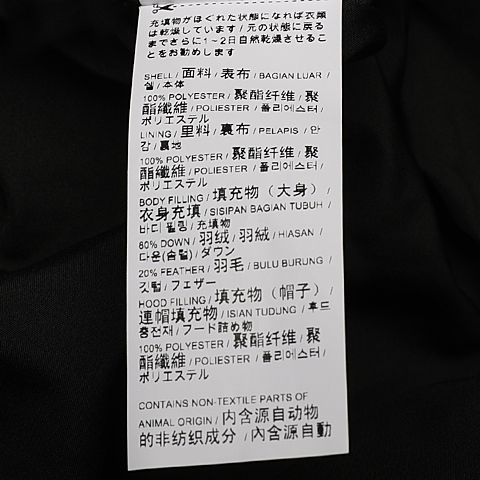 充填物がほぐれた状態になれば衣類
は乾燥しています/元の状態に戻る
までさらに1~2日自然乾燥させるこ
とをお勧めします
SHELL / 面料 / 表布 / BAGIAN LUAR /
쉘 / 本体
100% POLYESTER / 聚酯纤维 / 聚
酯纖維 / POLIESTER / 폴리에스터 /
ポリエステル
LINING / 里料 / 裏布 / PELAPIS / 안
감 / 裏地
100% POLYESTER / 聚酯纤维 / 聚
酯纖維 / POLIESTER / 폴리에스터 /
ポリエステル
BODY FILLING / 填充物（大身）/
衣身充填 / SISIPAN BAGIAN TUBUH /
바디 필링 / 充填物
80% DOWN / 羽绒 / 羽絨 / HIASAN /
다운(솜털) / ダウン
20% FEATHER / 羽毛 / BULU BURUNG /
깃털 / フェザー
HOOD FILLING / 填充物（帽子）/
連帽填充物 / ISIAN TUDUNG / 후드
충전재 / フード詰め物
100% POLYESTER / 聚酯纤维 / 聚
酯纖維 / POLIESTER / 폴리에스터 /
ポリエステル
CONTAINS NON-TEXTILE PARTS OF
ANIMAL ORIGIN / 内含源自动物
的非纺织成分 / 內含源自動